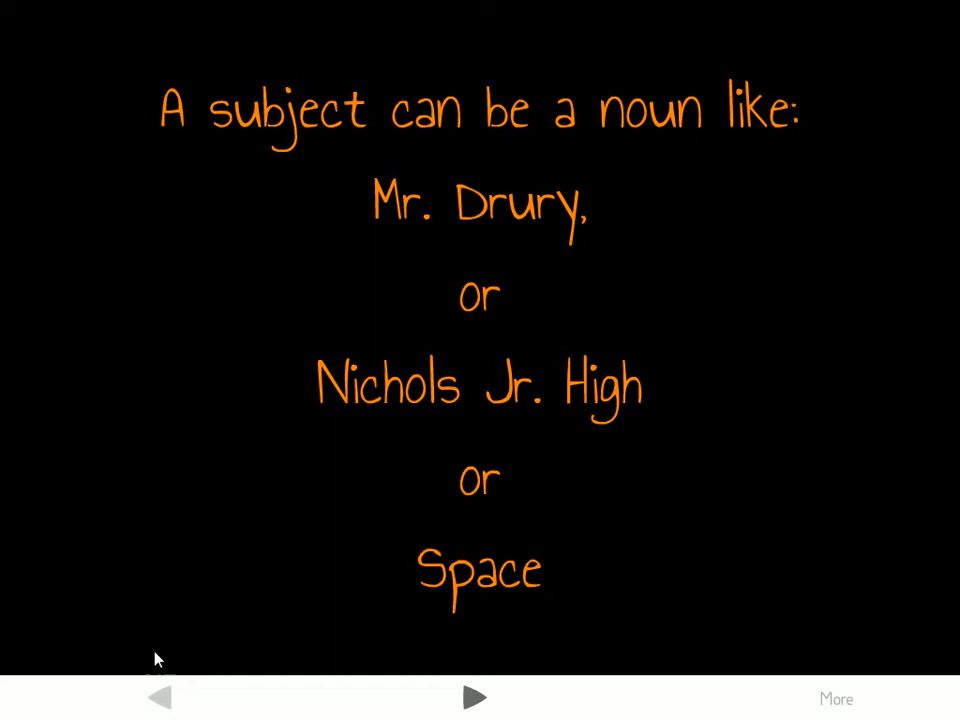 A subject can be a noun like:
Mr. Drury,
or
Nichols Jr. High
or
Space
More